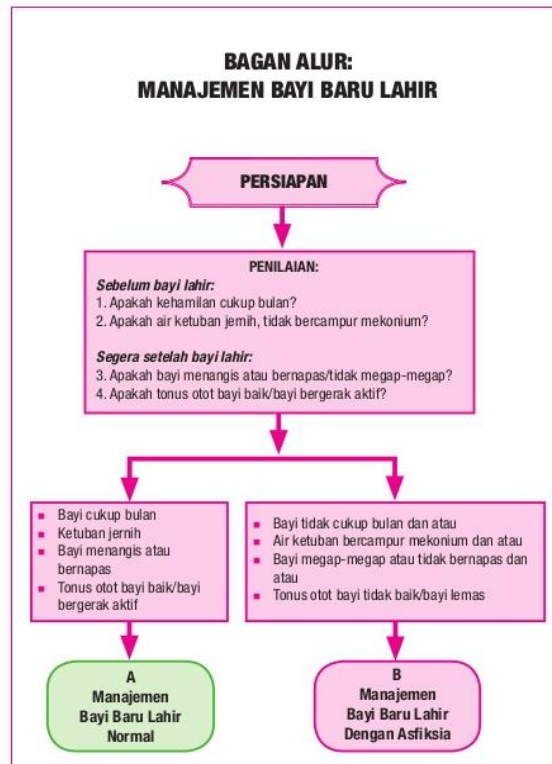 BAGAN ALUR:
MANAJEMEN BAYI BARU LAHIR
PERSIAPAN
PENILAIAN:
Sebelum bayi lahir:
1. Apakah kehamilan cukup bulan?
2. Apakah air ketuban jernih, tidak bercampur mekonium?
Segera setelah bayi lahir:
3. Apakah bayi menangis atau bernapas/tidak megap-megap?
4. Apakah tonus otot bayi baik/bayi bergerak aktif?
Bayi cukup bulan
Ketuban jernih
Bayi menangis atau
bernapas
Tonus otot bayi baik/bayi
bergerak aktif
Bayi tidak cukup bulan dan atau
Air ketuban bercampur mekonium dan atau
Bayi megap-megap atau tidak bernapas dan
atau
Tonus otot bayi tidak baik/bayi lemas
A
Manajemen
Bayi Baru Lahir
Normal
B
Manajemen
Bayi Baru Lahir
Dengan Asfiksia